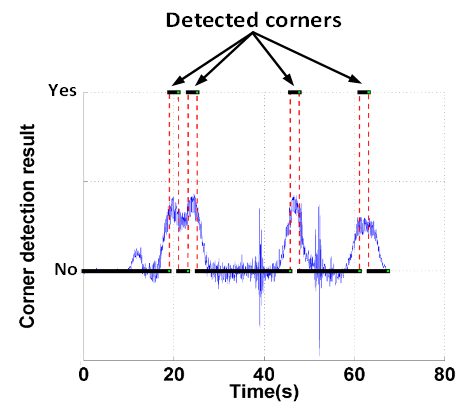 Detected corners
Yes
No
Corner detection result
0
20
40
60
80
Time(s)